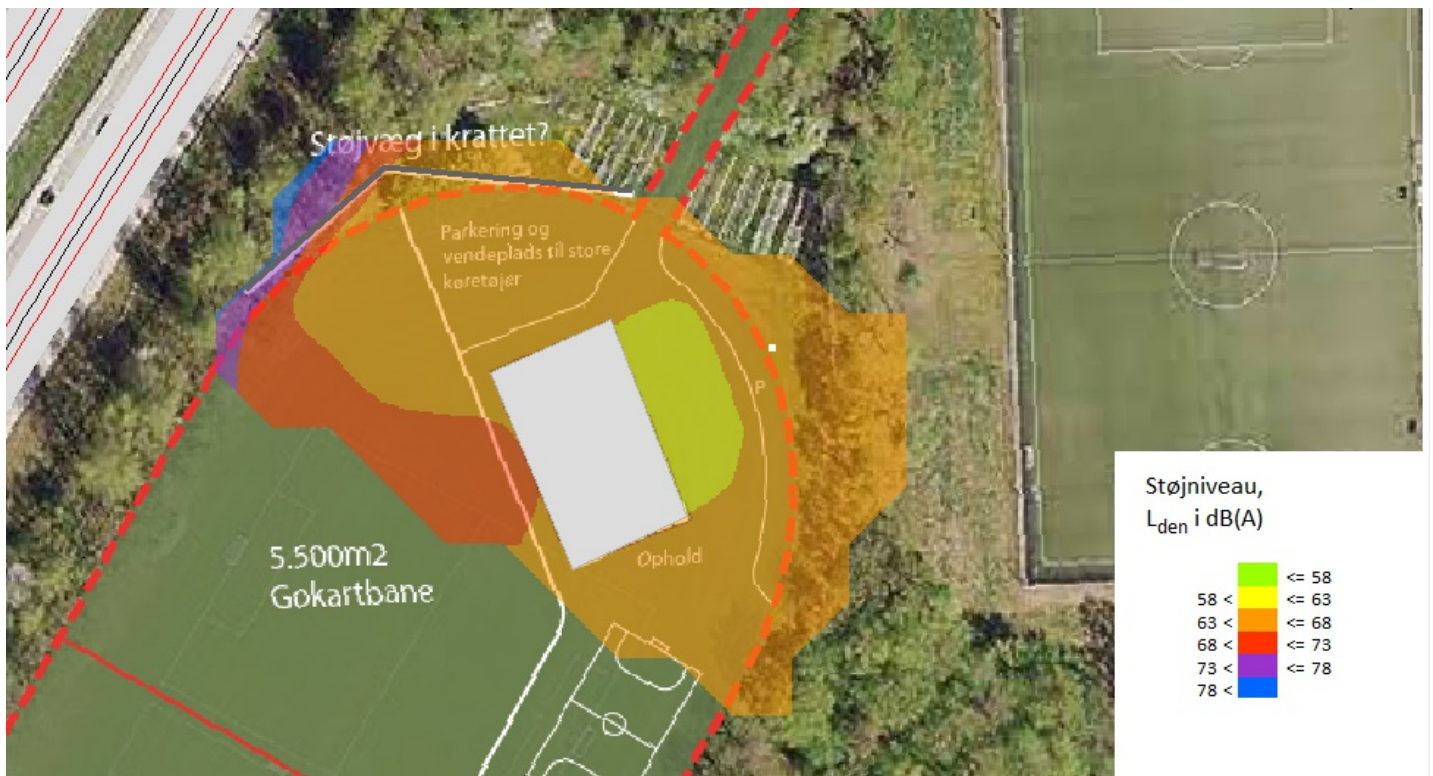 Støjvæg i krattet?
Parkering og
vendeplads til store
køretøjer
P
Ophold
5.500m2
Gokartbane
Støjniveau,
Lden i dB(A)
<= 58
58 < <= 63
63 < <= 68
68 < <= 73
73 < <= 78
78 <